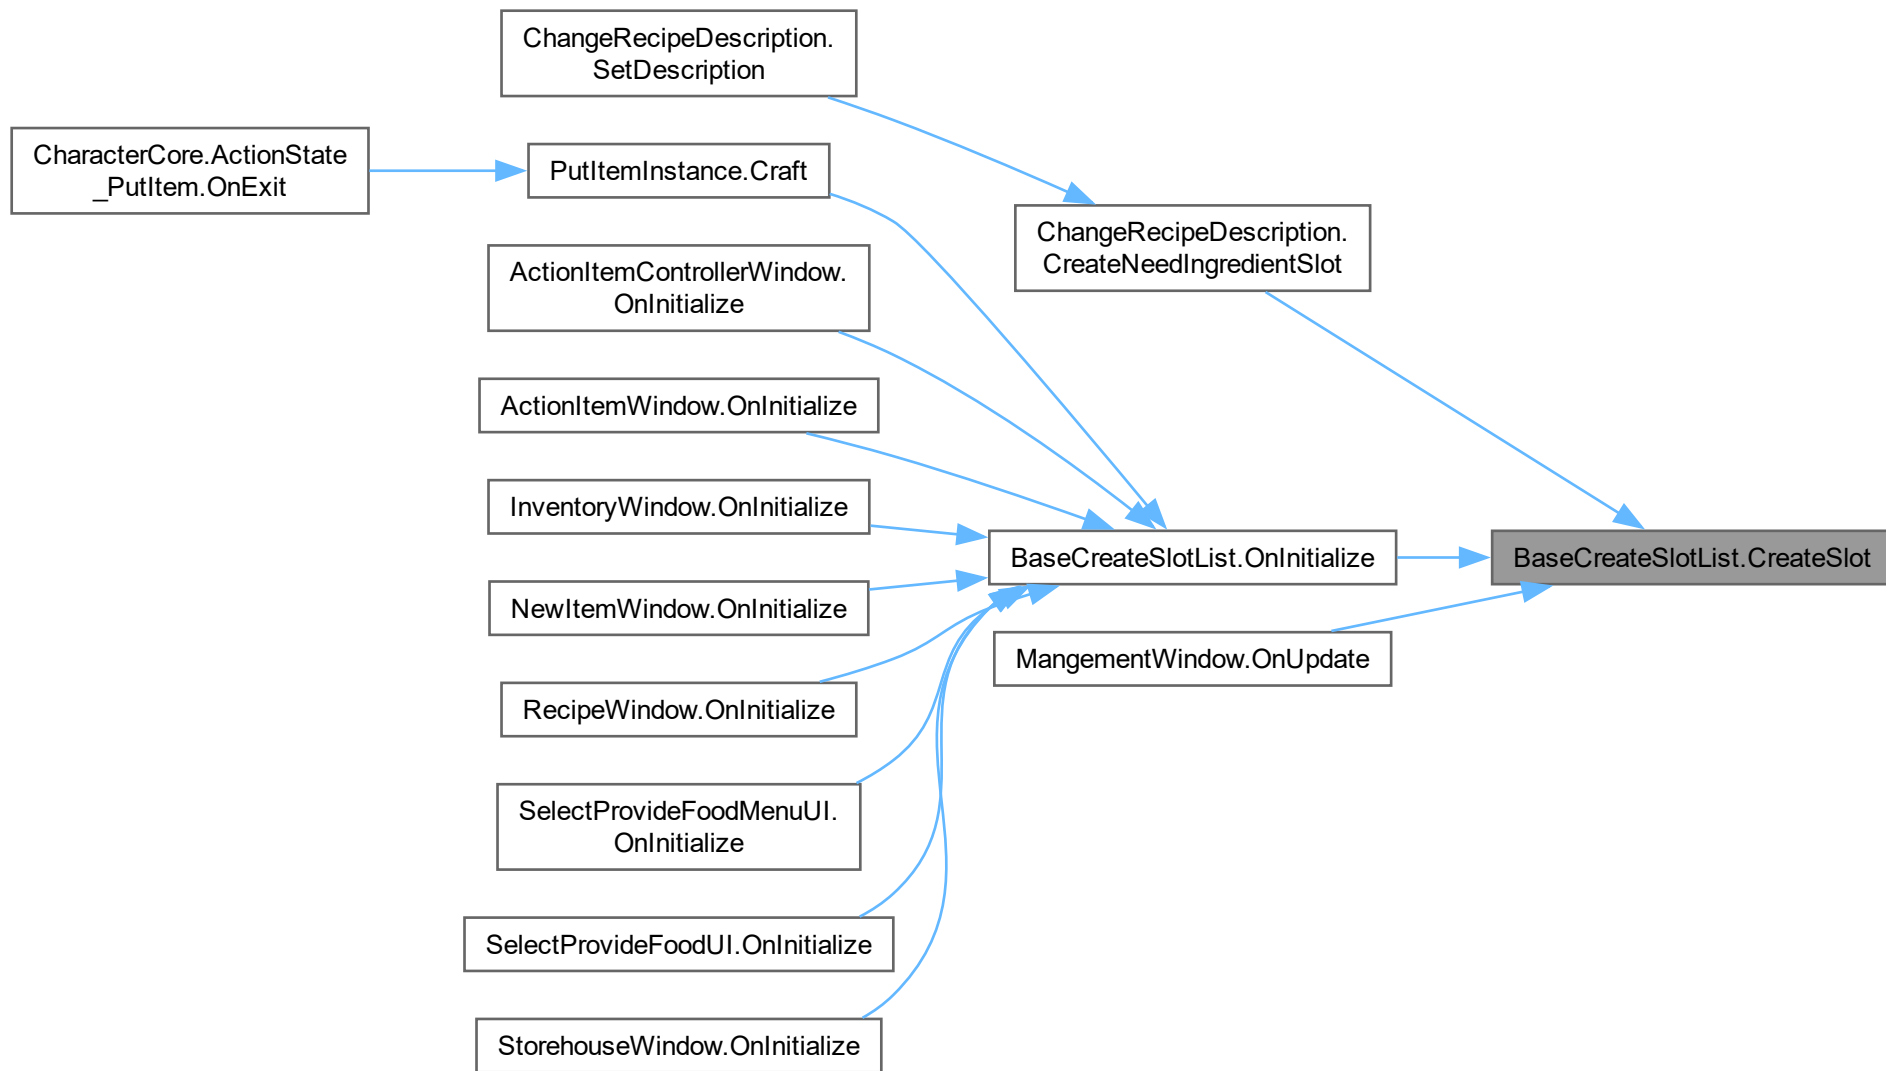 ChangeRecipeDescription.
SetDescription
CharacterCore.ActionState
_PutItem.OnExit
PutItemInstance.Craft
ChangeRecipeDescription.
CreateNeedIngredientSlot
ActionItemControllerWindow.
OnInitialize
ActionItemWindow.OnInitialize
InventoryWindow.OnInitialize
BaseCreateSlotList.OnInitialize
BaseCreateSlotList.CreateSlot
NewItemWindow.OnInitialize
MangementWindow.OnUpdate
RecipeWindow.OnInitialize
SelectProvideFoodMenuUI.
OnInitialize
SelectProvideFoodUI.OnInitialize
StorehouseWindow.OnInitialize